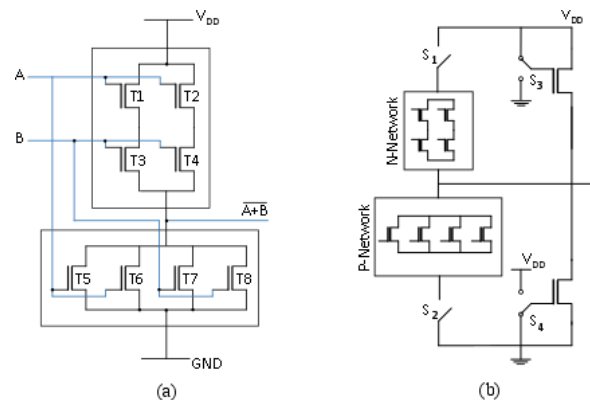 V_DD
A
T1 T2
B
T3 T4
A+B
T5 T6 T7 T8
GND
(a)
V_DD
S_1
S_3
N-Network
P-Network
V_DD
S_2
S_4
(b)